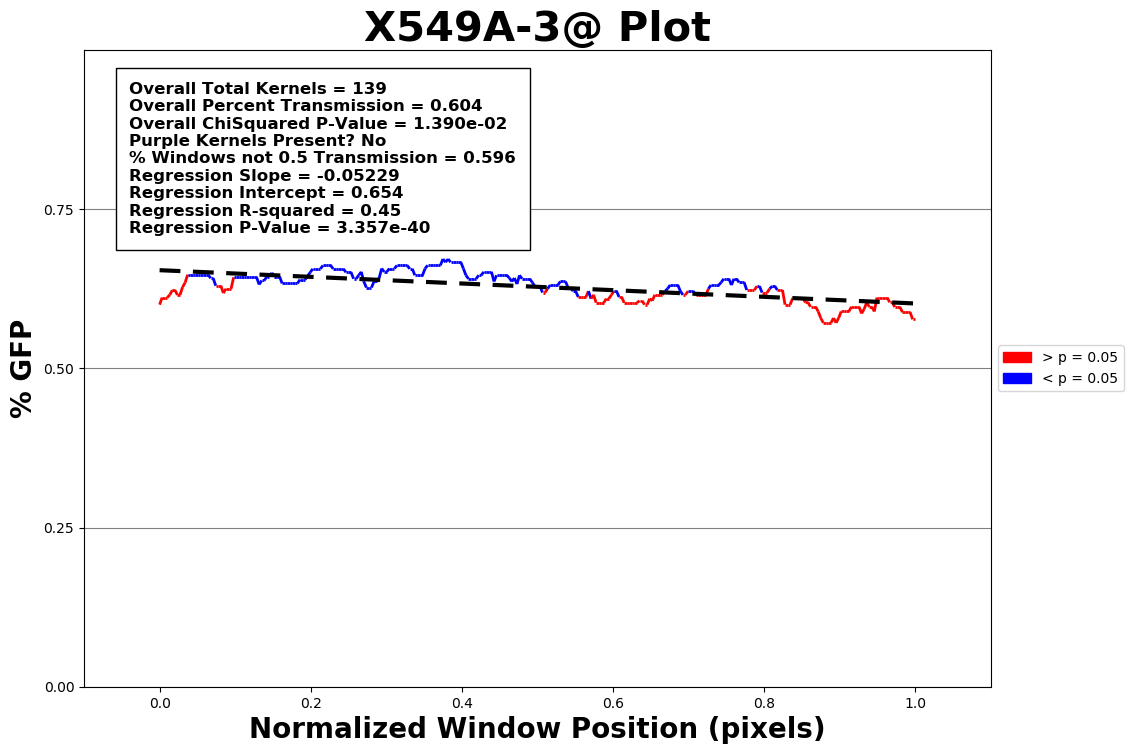 X549A-3@ Plot
Overall Total Kernels = 139
Overall Percent Transmission = 0.604
Overall ChiSquared P-Value = 1.390e-02
Purple Kernels Present? No
% Windows not 0.5 Transmission = 0.596
Regression Slope = -0.05229
Regression Intercept = 0.654
Regression R-squared = 0.45
Regression P-Value = 3.357e-40
% GFP
0.75
0.50
0.25
0.00
> p = 0.05
< p = 0.05
0.0 0.2 0.4 0.6 0.8 1.0
Normalized Window Position (pixels)